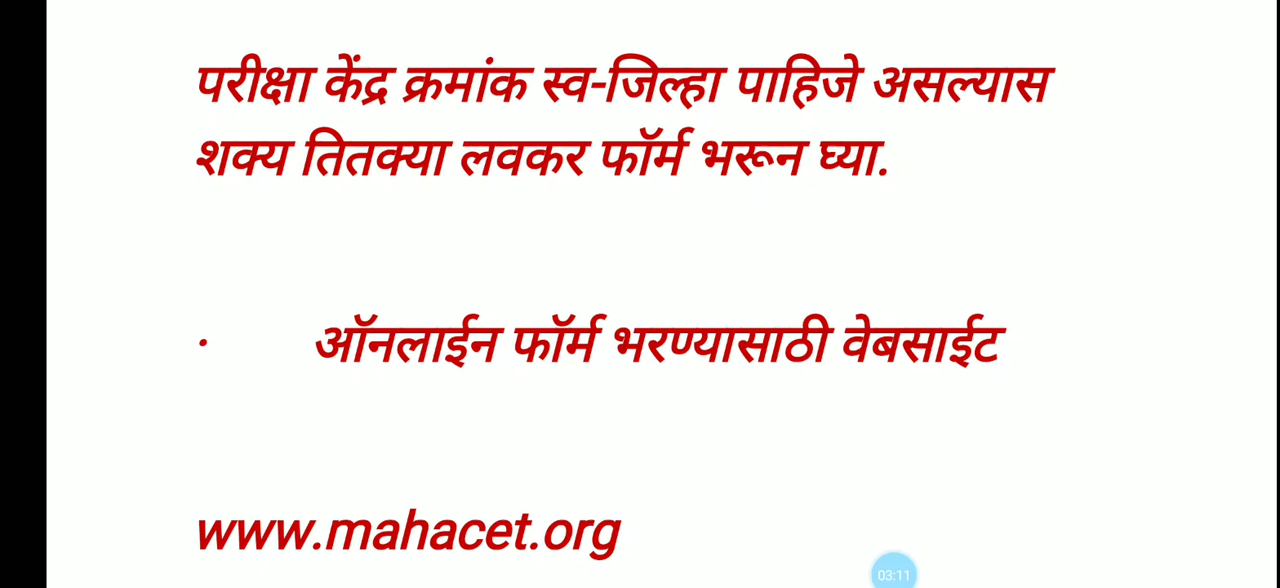 परीक्षा केंद्र क्रमांक स्व-जिल्हा पाहिजे असल्यास
शक्य तितक्या लवकर फॉर्म भरून घ्या.
· ऑनलाईन फॉर्म भरण्यासाठी वेबसाईट
www.mahacet.org
03:11